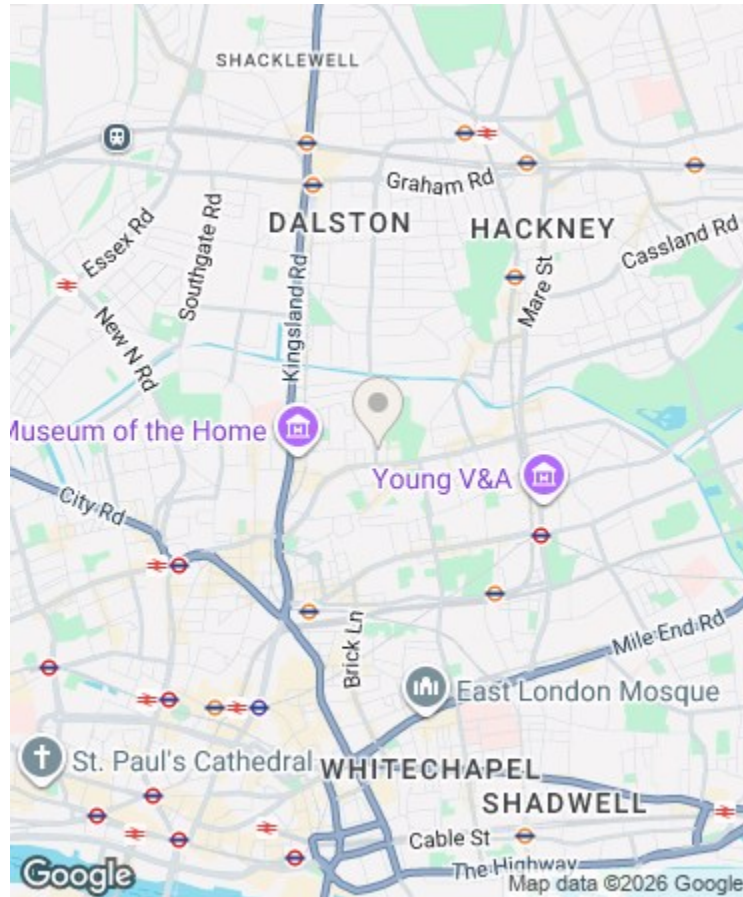 SHACKLEWELL
Graham Rd
DALSTON
HACKNEY
Cassland Rd
Essex Rd
Southgate Rd
Kingsland Rd
Mare St
New N Rd
Museum of the Home
Young V&A
City Rd
Brick Ln
Mile End Rd
East London Mosque
St. Paul's Cathedral
WHITECHAPEL
SHADWELL
Cable St
The Highway
Google
Map data ©2026 Google